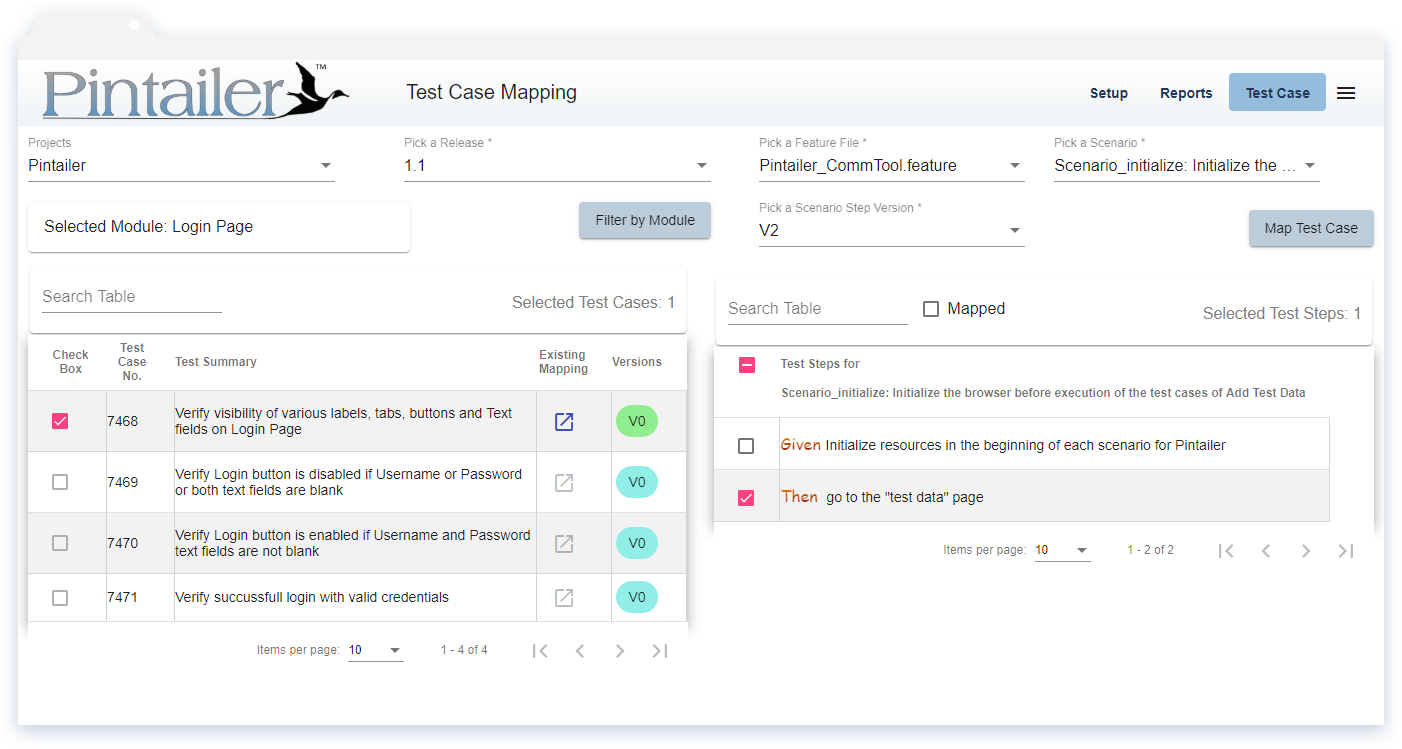 Pintailer™
Test Case Mapping
Setup
Reports
Test Case
Projects
Pintailer
Pick a Release *
1.1
Pick a Feature File *
Pintailer_CommTool.feature
Pick a Scenario *
Scenario_initialize: Initialize the ...
Selected Module: Login Page
Filter by Module
Pick a Scenario Step Version *
V2
Map Test Case
Search Table
Selected Test Cases: 1
Check
Box
Test
Case
No.
Test Summary
Existing
Mapping
Versions
7468
Verify visibility of various labels, tabs, buttons and Text
fields on Login Page
V0
7469
Verify Login button is disabled if Username or Password
or both text fields are blank
V0
7470
Verify Login button is enabled if Username and Password
text fields are not blank
V0
7471
Verify succussfull login with valid credentials
V0
Items per page: 10
1 - 4 of 4
Search Table
Mapped
Selected Test Steps: 1
Test Steps for
Scenario_initialize: Initialize the browser before execution of the test cases of Add Test Data
Given Initialize resources in the beginning of each scenario for Pintailer
Then go to the "test data" page
Items per page: 10
1 - 2 of 2